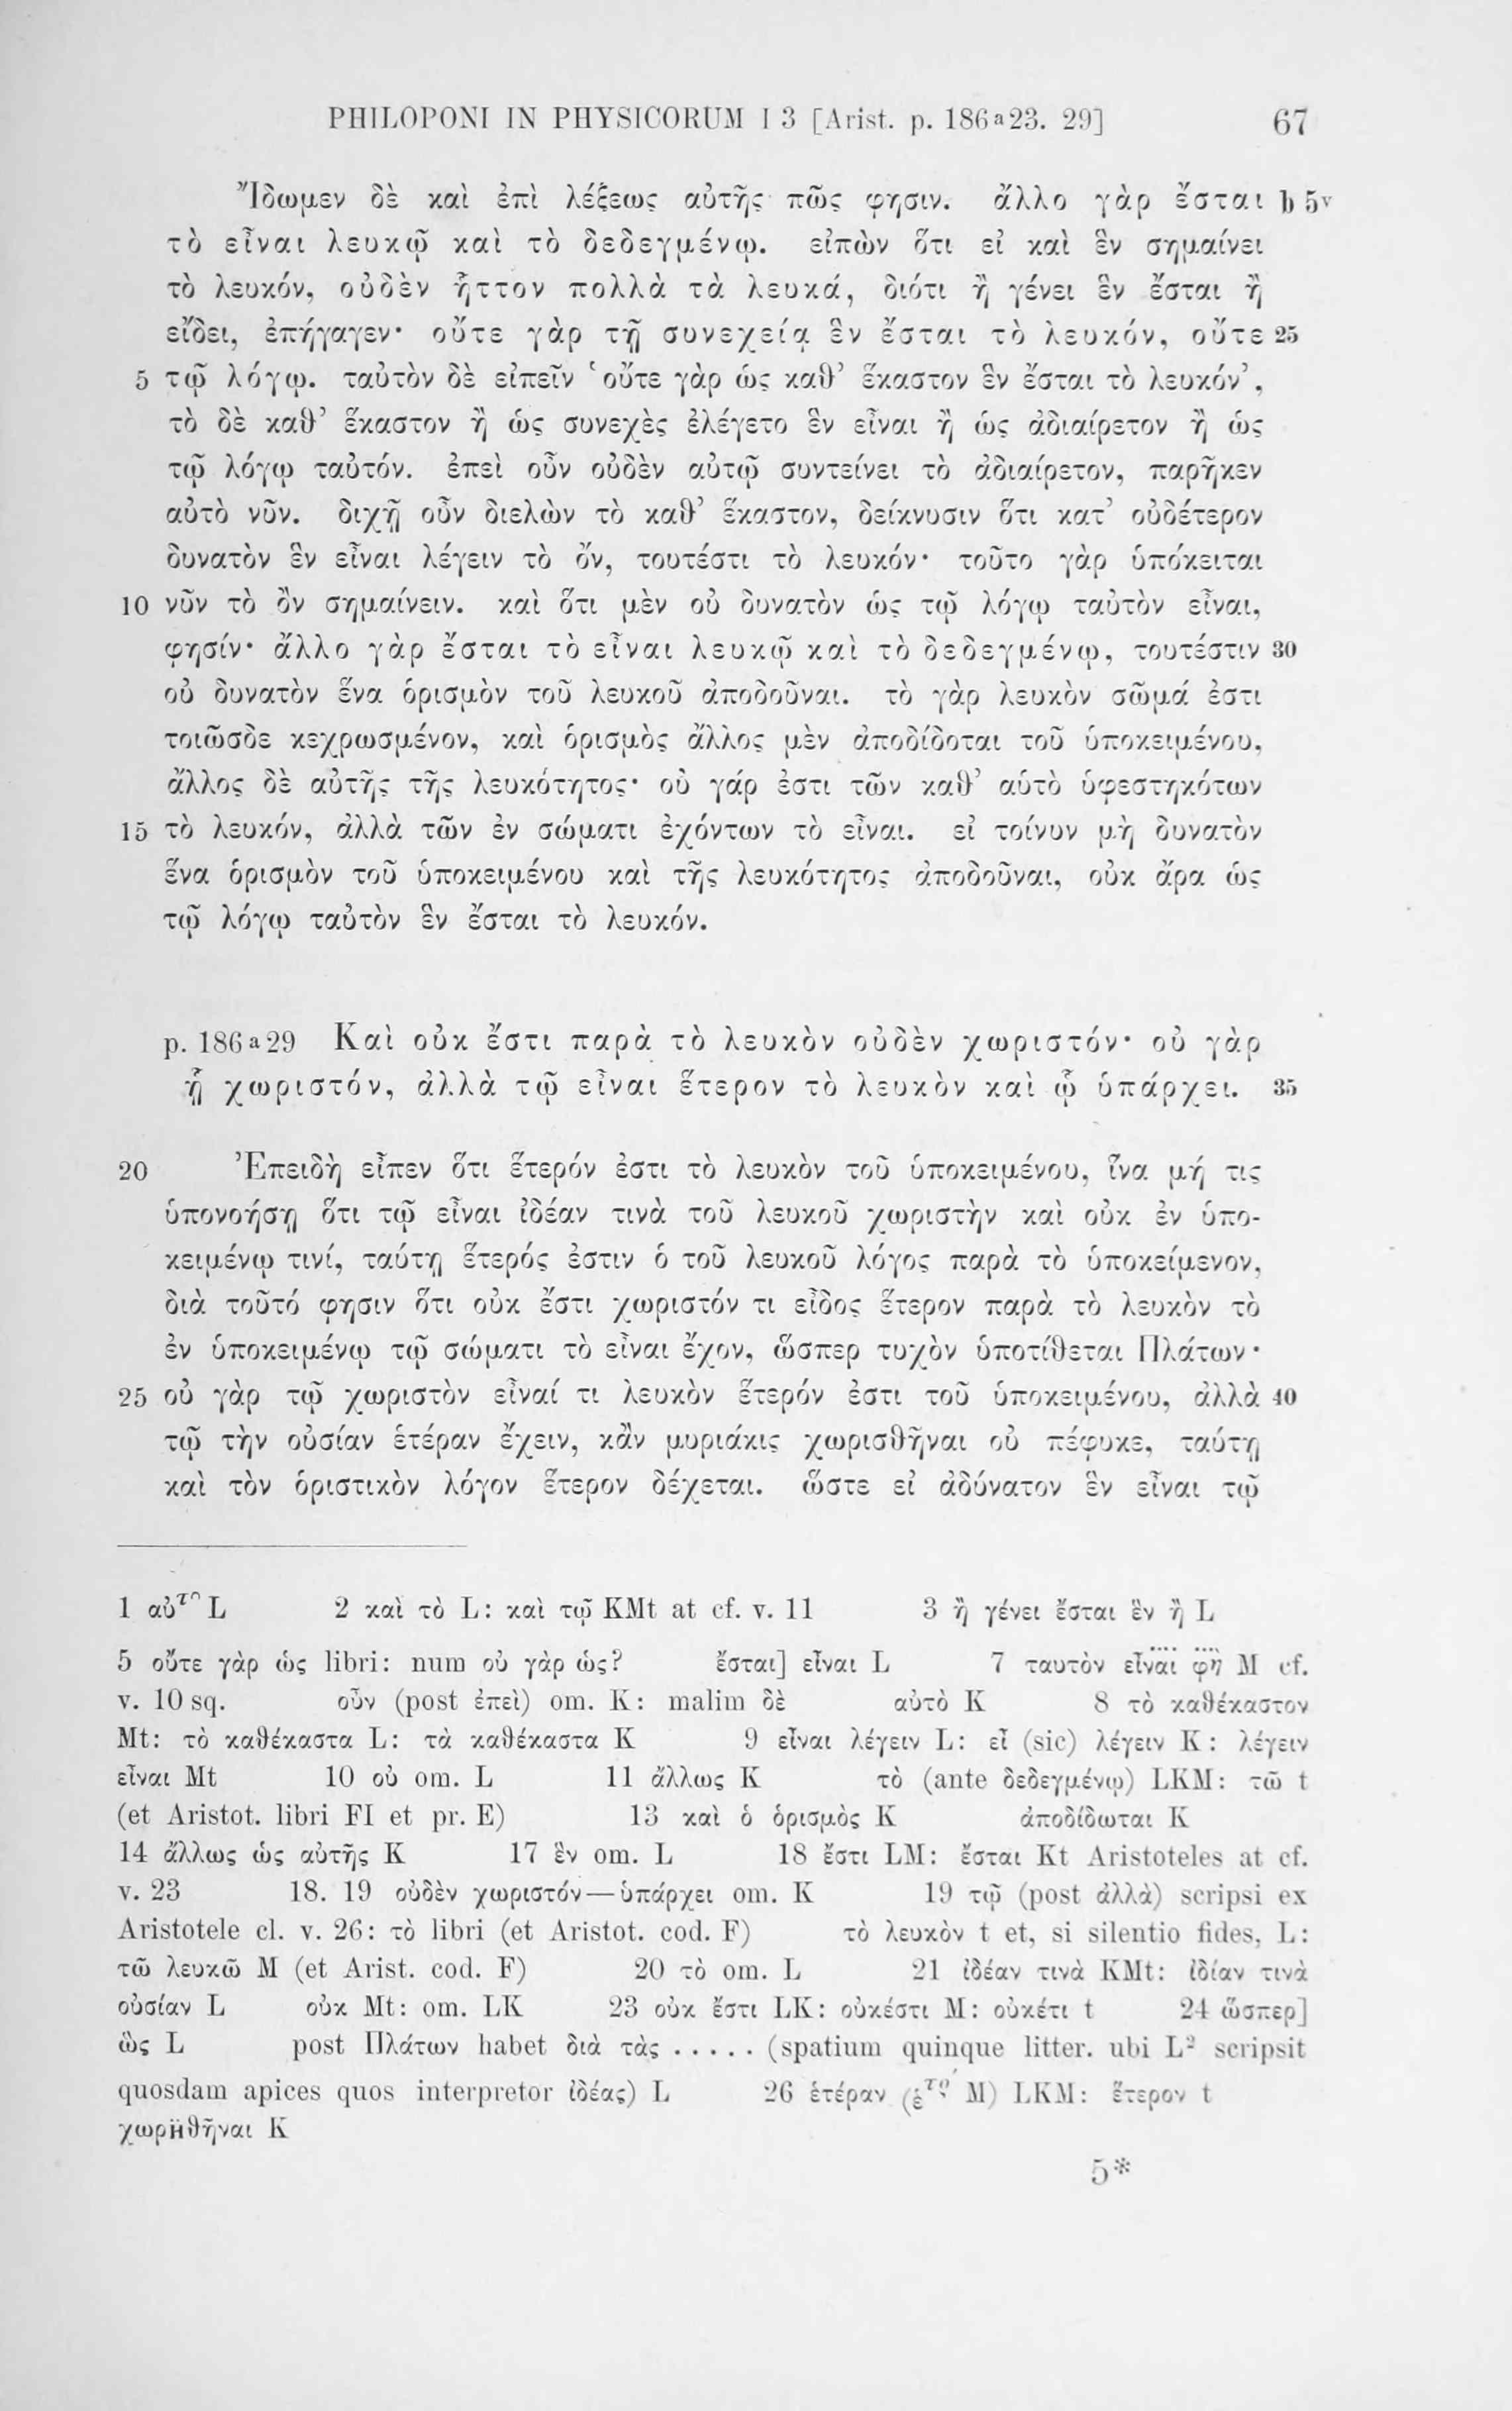 PHILOPONI IN PHYSICORUM I 3 [Arist. p. 186a23. 29] 67
Ἴδωμεν δὲ καὶ ἐπὶ λέξεως αὐτῆς πῶς φησιν. ἄλλο γὰρ ἔσται b 5v
τὸ εἶναι λευκῷ καὶ τὸ δεδεγμένῳ. εἰπὼν ὅτι εἰ καὶ ἓν σημαίνει
τὸ λευκόν, οὐδὲν ἧττον πολλὰ τὰ λευκά, διότι ἢ γένει ἓν ἔσται ἢ
εἴδει, ἐπήγαγεν· οὔτε γὰρ τῇ συνεχείᾳ ἓν ἔσται τὸ λευκόν, οὔτε 25
5 τῷ λόγῳ. ταὐτὸν δὲ εἰπεῖν ‘οὔτε γὰρ ὡς καθ’ ἕκαστον ἓν ἔσται τὸ λευκόν’,
τὸ δὲ καθ’ ἕκαστον ἢ ὡς συνεχὲς ἐλέγετο ἓν εἶναι ἢ ὡς ἀδιαίρετον ἢ ὡς
τῷ λόγῳ ταὐτόν. ἐπεὶ οὖν οὐδὲν αὐτῷ συντείνει τὸ ἀδιαίρετον, παρῆκεν
αὐτὸ νῦν. διχῇ οὖν διελὼν τὸ καθ’ ἕκαστον, δείκνυσιν ὅτι κατ’ οὐδέτερον
δυνατὸν ἓν εἶναι λέγειν τὸ ὄν, τουτέστι τὸ λευκόν· τοῦτο γὰρ ὑπόκειται
10 νῦν τὸ ὂν σημαίνειν. καὶ ὅτι μὲν οὐ δυνατὸν ὡς τῷ λόγῳ ταὐτὸν εἶναι,
φησίν· ἄλλο γὰρ ἔσται τὸ εἶναι λευκῷ καὶ τὸ δεδεγμένῳ, τουτέστιν 30
οὐ δυνατὸν ἕνα ὁρισμὸν τοῦ λευκοῦ ἀποδοῦναι. τὸ γὰρ λευκὸν σῶμά ἐστι
τοιῶσδε κεχρωσμένον, καὶ ὁρισμὸς ἄλλος μὲν ἀποδίδοται τοῦ ὑποκειμένου,
ἄλλος δὲ αὐτῆς τῆς λευκότητος· οὐ γάρ ἐστι τῶν καθ’ αὑτὸ ὑφεστηκότων
15 τὸ λευκόν, ἀλλὰ τῶν ἐν σώματι ἐχόντων τὸ εἶναι. εἰ τοίνυν μὴ δυνατὸν
ἕνα ὁρισμὸν τοῦ ὑποκειμένου καὶ τῆς λευκότητος ἀποδοῦναι, οὐκ ἄρα ὡς
τῷ λόγῳ ταὐτὸν ἓν ἔσται τὸ λευκόν.
p. 186a29 Καὶ οὐκ ἔστι παρὰ τὸ λευκὸν οὐδὲν χωριστόν· οὐ γὰρ
ᾗ χωριστόν, ἀλλὰ τῷ εἶναι ἕτερον τὸ λευκὸν καὶ ᾧ ὑπάρχει. 35
20 Ἐπειδὴ εἶπεν ὅτι ἕτερόν ἐστι τὸ λευκὸν τοῦ ὑποκειμένου, ἵνα μή τις
ὑπονοήσῃ ὅτι τῷ εἶναι ἰδέαν τινὰ τοῦ λευκοῦ χωριστὴν καὶ οὐκ ἐν ὑπο-
κειμένῳ τινί, ταύτῃ ἕτερός ἐστιν ὁ τοῦ λευκοῦ λόγος παρὰ τὸ ὑποκείμενον,
διὰ τοῦτό φησιν ὅτι οὐκ ἔστι χωριστόν τι εἶδος ἕτερον παρὰ τὸ λευκὸν τὸ
ἐν ὑποκειμένῳ τῷ σώματι τὸ εἶναι ἔχον, ὥσπερ τυχὸν ὑποτίθεται Πλάτων·
25 οὐ γὰρ τῷ χωριστὸν εἶναί τι λευκὸν ἕτερόν ἐστι τοῦ ὑποκειμένου, ἀλλὰ 40
τῷ τὴν οὐσίαν ἑτέραν ἔχειν, κἂν μυριάκις χωρισθῆναι οὐ πέφυκε, ταύτῃ
καὶ τὸν ὁριστικὸν λόγον ἕτερον δέχεται. ὥστε εἰ ἀδύνατον ἓν εἶναι τῷ
1 αὐτο L 2 καὶ τὸ L: καὶ τῷ KMt at cf. v. 11 3 ἢ γένει ἔσται ἓν ἢ L
5 οὔτε γὰρ ὡς libri: num οὐ γὰρ ὡς? ἔσται] εἶναι L 7 ταυτὸν εἶναι φη M cf.
v. 10 sq. οὖν (post ἐπεὶ) om. K: malim δὲ αὐτὸ K 8 τὸ καθέκαστον
Mt: τὸ καθέκαστα L: τὰ καθέκαστα K 9 εἶναι λέγειν L: εἶ (sic) λέγειν K: λέγειν
εἶναι Mt 10 οὐ om. L 11 ἄλλως K τὸ (ante δεδεγμένῳ) LKM: τῶ t
(et Aristot. libri FI et pr. E) 13 καὶ ὁ ὁρισμὸς K ἀποδίδωται K
14 ἄλλως ὡς αὐτῆς K 17 ἓν om. L 18 ἔστι LM: ἔσται Kt Aristoteles at cf.
v. 23 18. 19 οὐδὲν χωριστόν—ὑπάρχει om. K 19 τῷ (post ἀλλὰ) scripsi ex
Aristotele cl. v. 26: τὸ libri (et Aristot. cod. F) τὸ λευκὸν t et, si silentio fides, L:
τῶ λευκῶ M (et Arist. cod. F) 20 τὸ om. L 21 ἰδέαν τινὰ KMt: ἰδίαν τινὰ
οὐσίαν L οὐκ Mt: om. LK 23 οὐκ ἔστι LK: οὐκέστι M: οὐκέτι t 24 ὥσπερ]
ὣς L post Πλάτων habet διὰ τὰς ..... (spatium quinque litter. ubi L² scripsit
quosdam apices quos interpretor ἰδέας) L 26 ἑτέραν ( M) LKM: ἕτερον t
K
5*